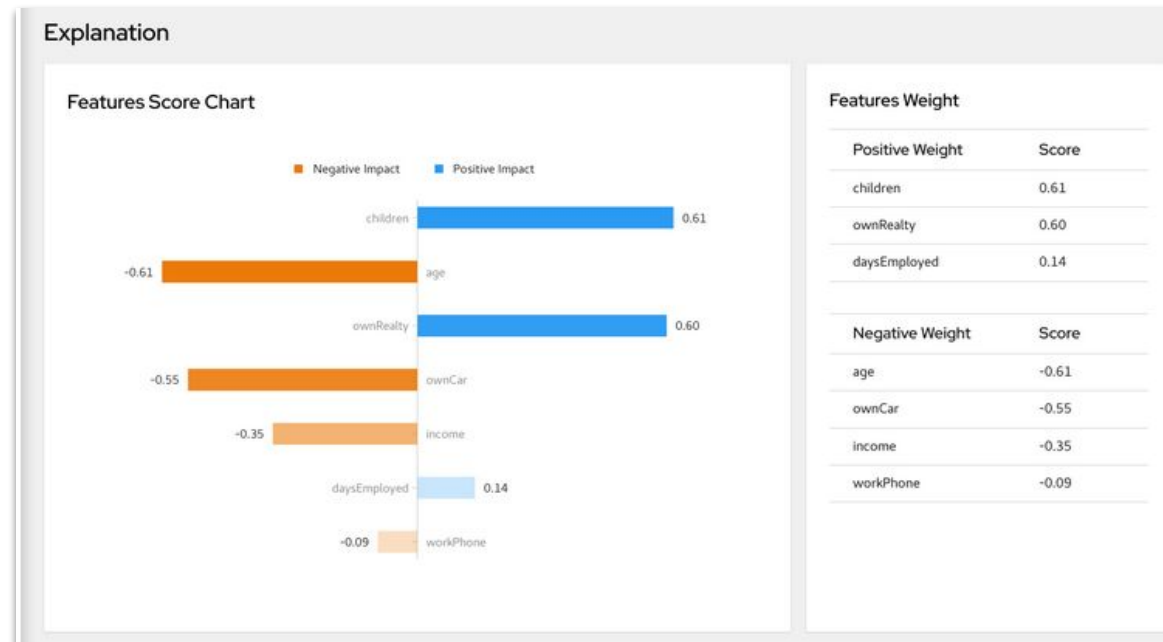 Explanation
Features Score Chart
Negative Impact Positive Impact
children 0.61
-0.61 age
ownRealty 0.60
-0.55 ownCar
-0.35 income
daysEmployed 0.14
-0.09 workPhone
Features Weight
Positive Weight Score
children 0.61
ownRealty 0.60
daysEmployed 0.14
Negative Weight Score
age -0.61
ownCar -0.55
income -0.35
workPhone -0.09